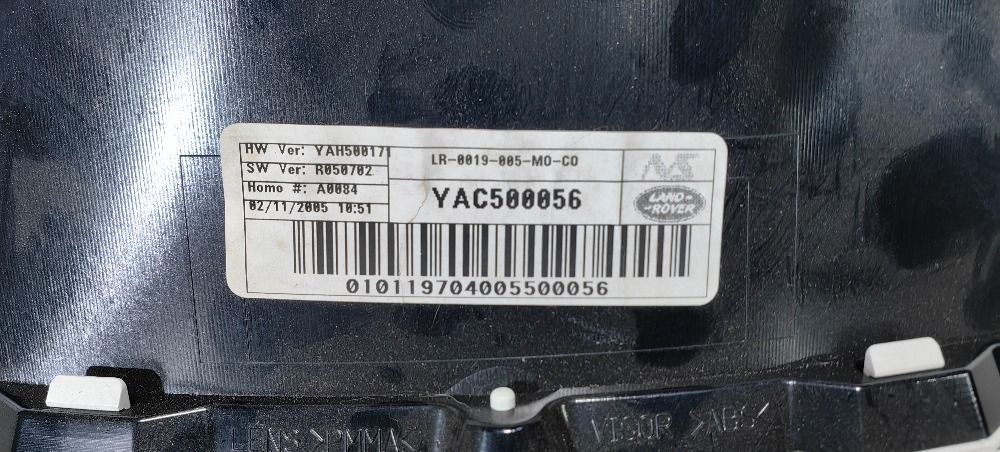 HW Ver: YAH500171
SW Ver: R050702
Homo #: A0084
02/11/2005 10:51
LR-0019-005-MO-CO
YAC500056
LAND-
-ROVER
010119704005500056
LENS >PMMA<
VISOR >ABS<